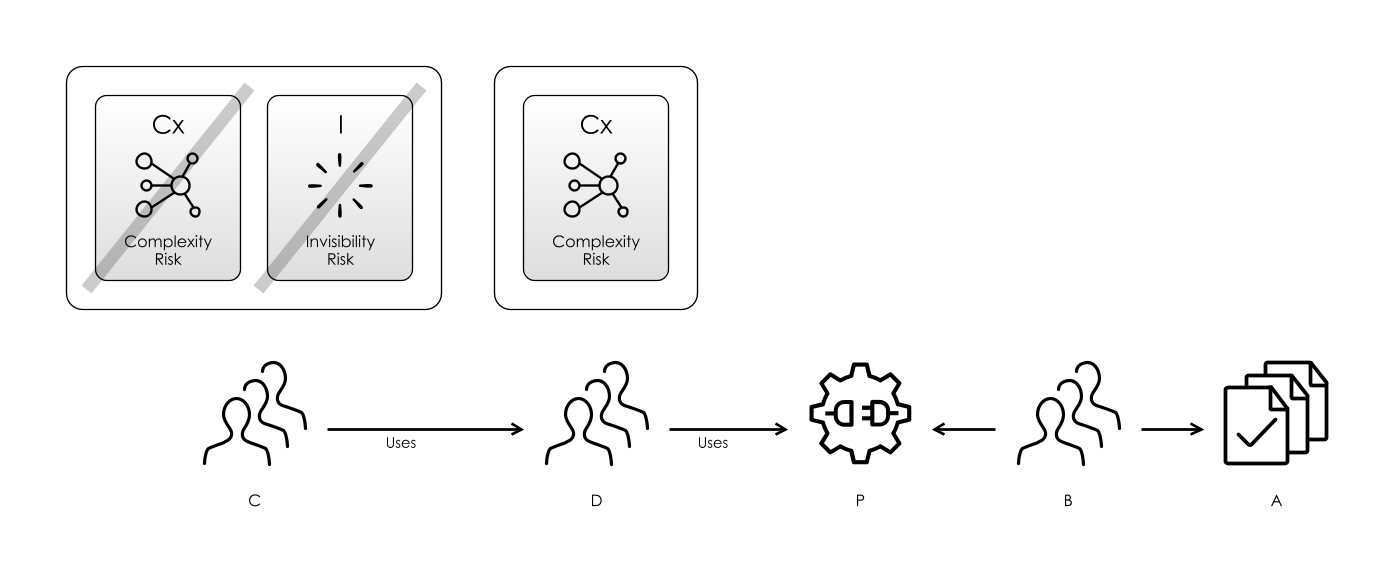 Cx
Complexity
Risk
I
Invisibility
Risk
Cx
Complexity
Risk
Uses
Uses
C
D
P
B
A